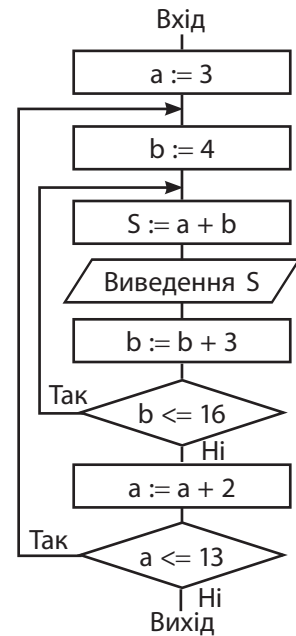 Вхід
a := 3
b := 4
S := a + b
Виведення S
b := b + 3
Так
b <= 16
Ні
a := a + 2
Так
a <= 13
Ні
Вихід